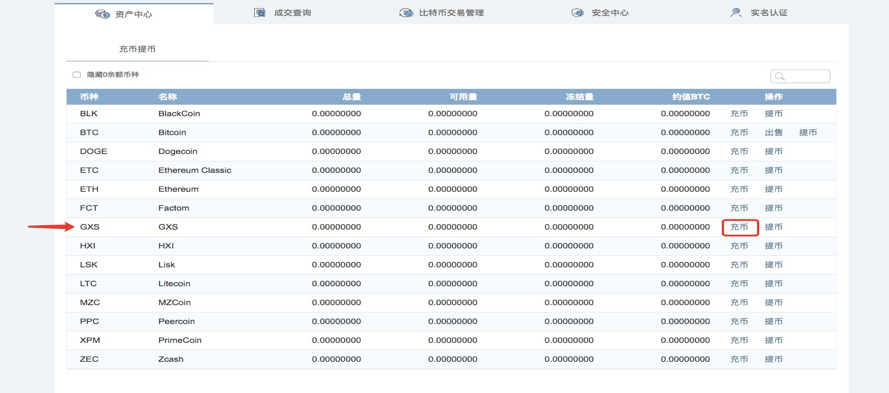 资产中心 成交查询 比特币交易管理 安全中心 实名认证
充币提币
隐藏0余额币种
币种 名称 总量 可用量 冻结量 约值BTC 操作
BLK BlackCoin 0.00000000 0.00000000 0.00000000 0.00000000 充币 提币
BTC Bitcoin 0.00000000 0.00000000 0.00000000 0.00000000 充币 出售 提币
DOGE Dogecoin 0.00000000 0.00000000 0.00000000 0.00000000 充币 提币
ETC Ethereum Classic 0.00000000 0.00000000 0.00000000 0.00000000 充币 提币
ETH Ethereum 0.00000000 0.00000000 0.00000000 0.00000000 充币 提币
FCT Factom 0.00000000 0.00000000 0.00000000 0.00000000 充币 提币
GXS GXS 0.00000000 0.00000000 0.00000000 0.00000000 充币 提币
HXI HXI 0.00000000 0.00000000 0.00000000 0.00000000 充币 提币
LSK Lisk 0.00000000 0.00000000 0.00000000 0.00000000 充币 提币
LTC Litecoin 0.00000000 0.00000000 0.00000000 0.00000000 充币 提币
MZC MZCoin 0.00000000 0.00000000 0.00000000 0.00000000 充币 提币
PPC Peercoin 0.00000000 0.00000000 0.00000000 0.00000000 充币 提币
XPM PrimeCoin 0.00000000 0.00000000 0.00000000 0.00000000 充币 提币
ZEC Zcash 0.00000000 0.00000000 0.00000000 0.00000000 充币 提币